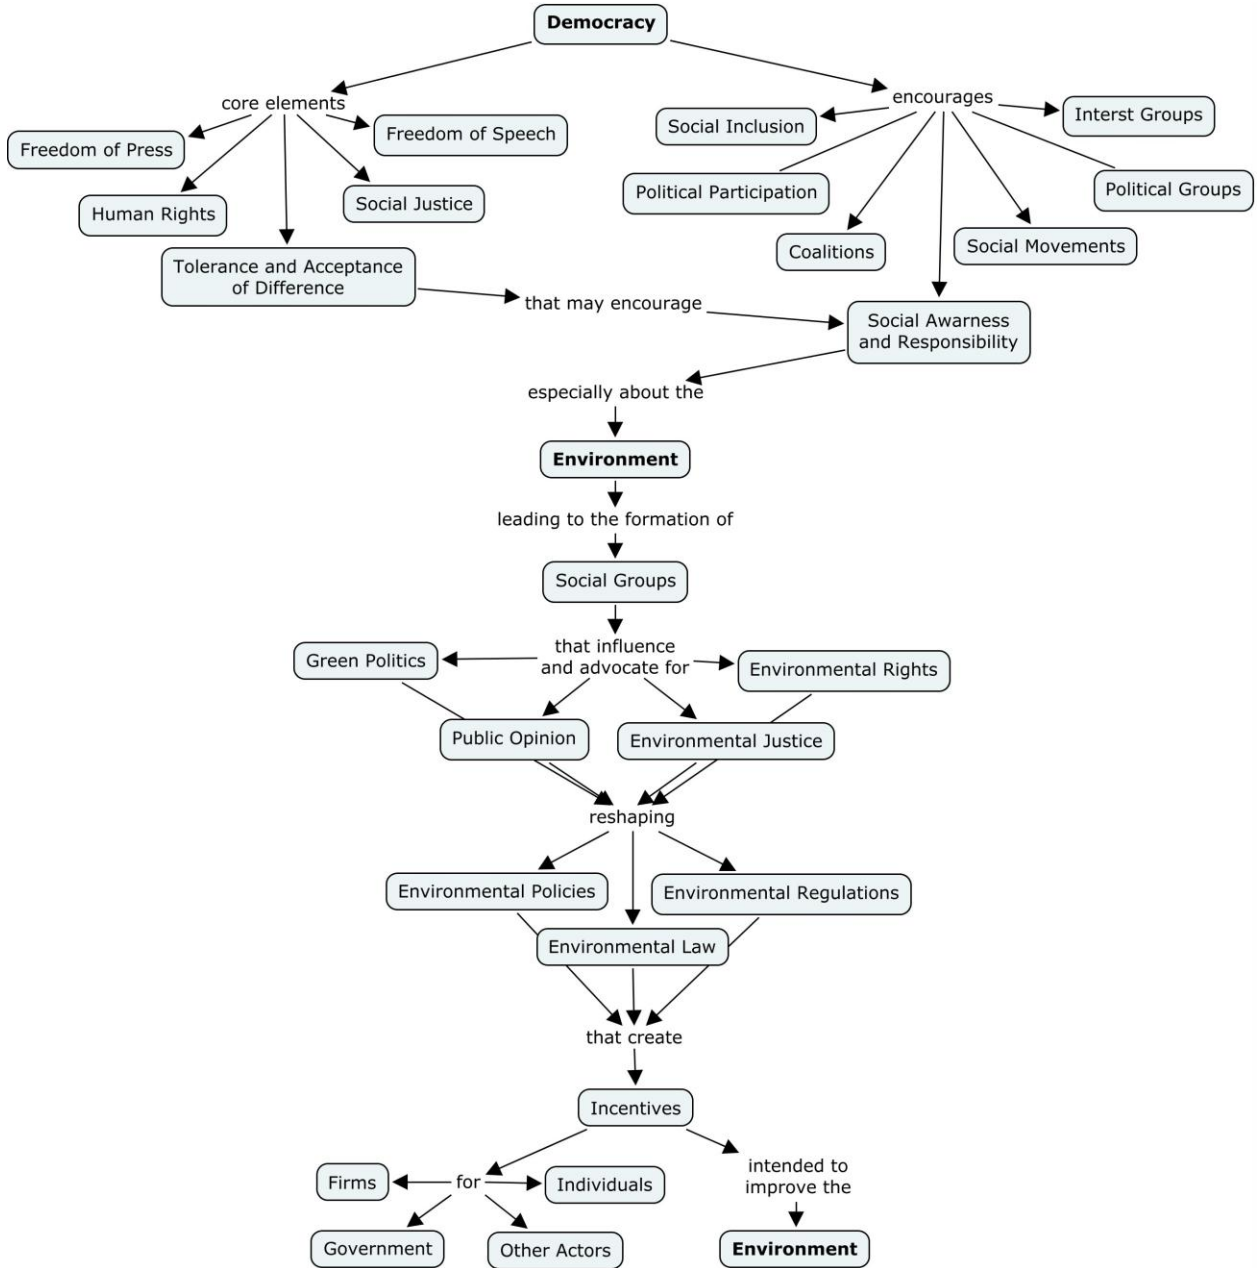 Democracy
core elements
encourages
Freedom of Press
Freedom of Speech
Social Inclusion
Interst Groups
Human Rights
Social Justice
Political Participation
Political Groups
Tolerance and Acceptance
of Difference
Coalitions
Social Movements
that may encourage
Social Awarness
and Responsibility
especially about the
Environment
leading to the formation of
Social Groups
that influence
and advocate for
Green Politics
Environmental Rights
Public Opinion
Environmental Justice
reshaping
Environmental Policies
Environmental Regulations
Environmental Law
that create
Incentives
Firms
for
Individuals
intended to
improve the
Government
Other Actors
Environment